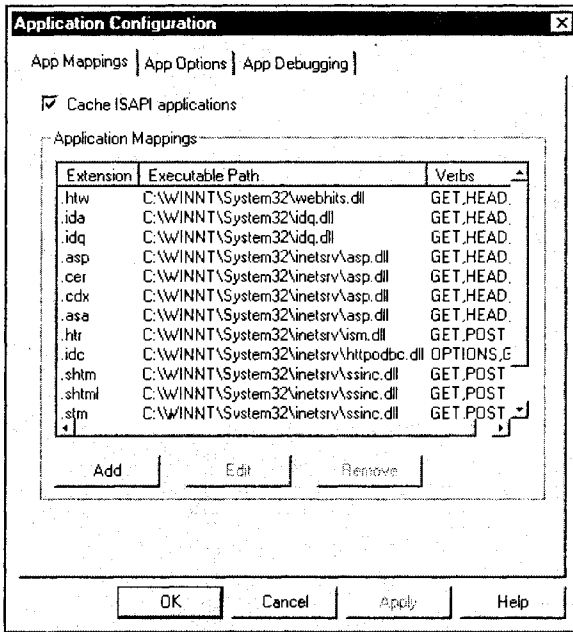 Application Configuration
App Mappings App Options App Debugging
Cache ISAPI applications
Application Mappings
Extension Executable Path Verbs
.htw C:\WINNT\System32\webhits.dll GET,HEAD,
.ida C:\WINNT\System32\idq.dll GET,HEAD,
.idq C:\WINNT\System32\idq.dll GET,HEAD,
.asp C:\WINNT\System32\inetsrv\asp.dll GET,HEAD,
.cer C:\WINNT\System32\inetsrv\asp.dll GET,HEAD,
.cdx C:\WINNT\System32\inetsrv\asp.dll GET,HEAD,
.asa C:\WINNT\System32\inetsrv\asp.dll GET,HEAD,
.htr C:\WINNT\System32\inetsrv\ism.dll GET,POST
.idc C:\WINNT\System32\inetsrv\httpodbc.dll OPTIONS,G
.shtm C:\WINNT\System32\inetsrv\ssinc.dll GET,POST
.shtml C:\WINNT\System32\inetsrv\ssinc.dll GET,POST
.stm C:\WINNT\System32\inetsrv\ssinc.dll GET,POST
Add Edit Remove
OK Cancel Apply Help